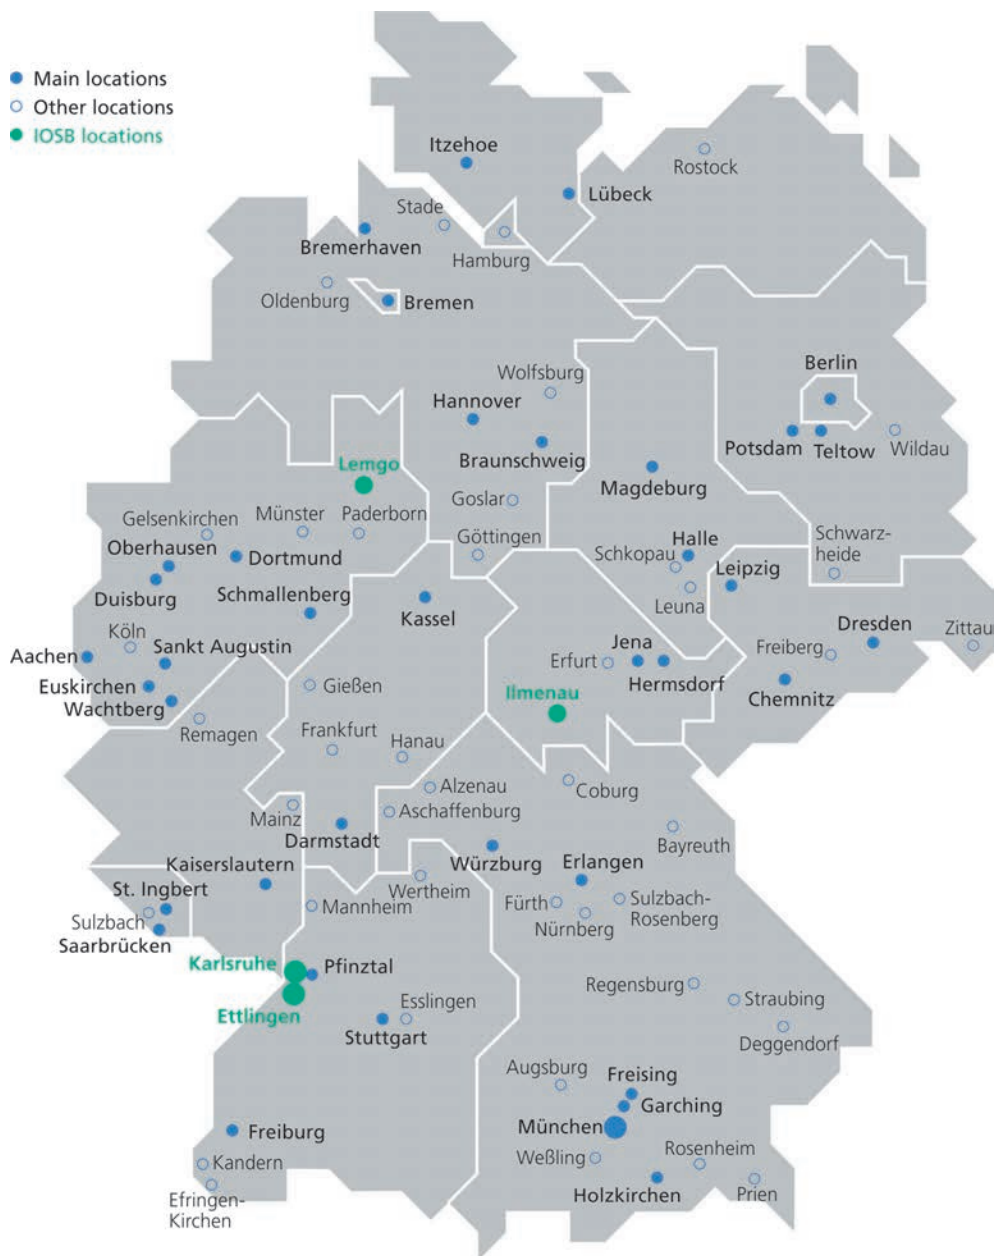 Main locations
Other locations
IOSB locations
Itzehoe
Rostock
Lübeck
Stade
Bremerhaven
Hamburg
Oldenburg
Bremen
Wolfsburg
Berlin
Hannover
Braunschweig
Potsdam
Teltow
Wildau
Lemgo
Magdeburg
Goslar
Gelsenkirchen
Münster
Paderborn
Göttingen
Oberhausen
Dortmund
Halle
Schkopau
Schwarz-
heide
Leipzig
Duisburg
Schmallenberg
Kassel
Leuna
Köln
Sankt Augustin
Aachen
Jena
Erfurt
Hermsdorf
Freiberg
Dresden
Zittau
Euskirchen
Wachtberg
Gießen
Ilmenau
Chemnitz
Remagen
Frankfurt
Hanau
Alzenau
Coburg
Mainz
Aschaffenburg
Darmstadt
Bayreuth
Kaiserslautern
Würzburg
Erlangen
St. Ingbert
Wertheim
Sulzbach
Mannheim
Fürth
Sulzbach-
Rosenberg
Nürnberg
Saarbrücken
Karlsruhe
Pfinztal
Regensburg
Straubing
Ettlingen
Esslingen
Stuttgart
Deggendorf
Augsburg
Freising
Garching
München
Freiburg
Weßling
Rosenheim
Kandern
Holzkirchen
Prien
Efringen-
Kirchen